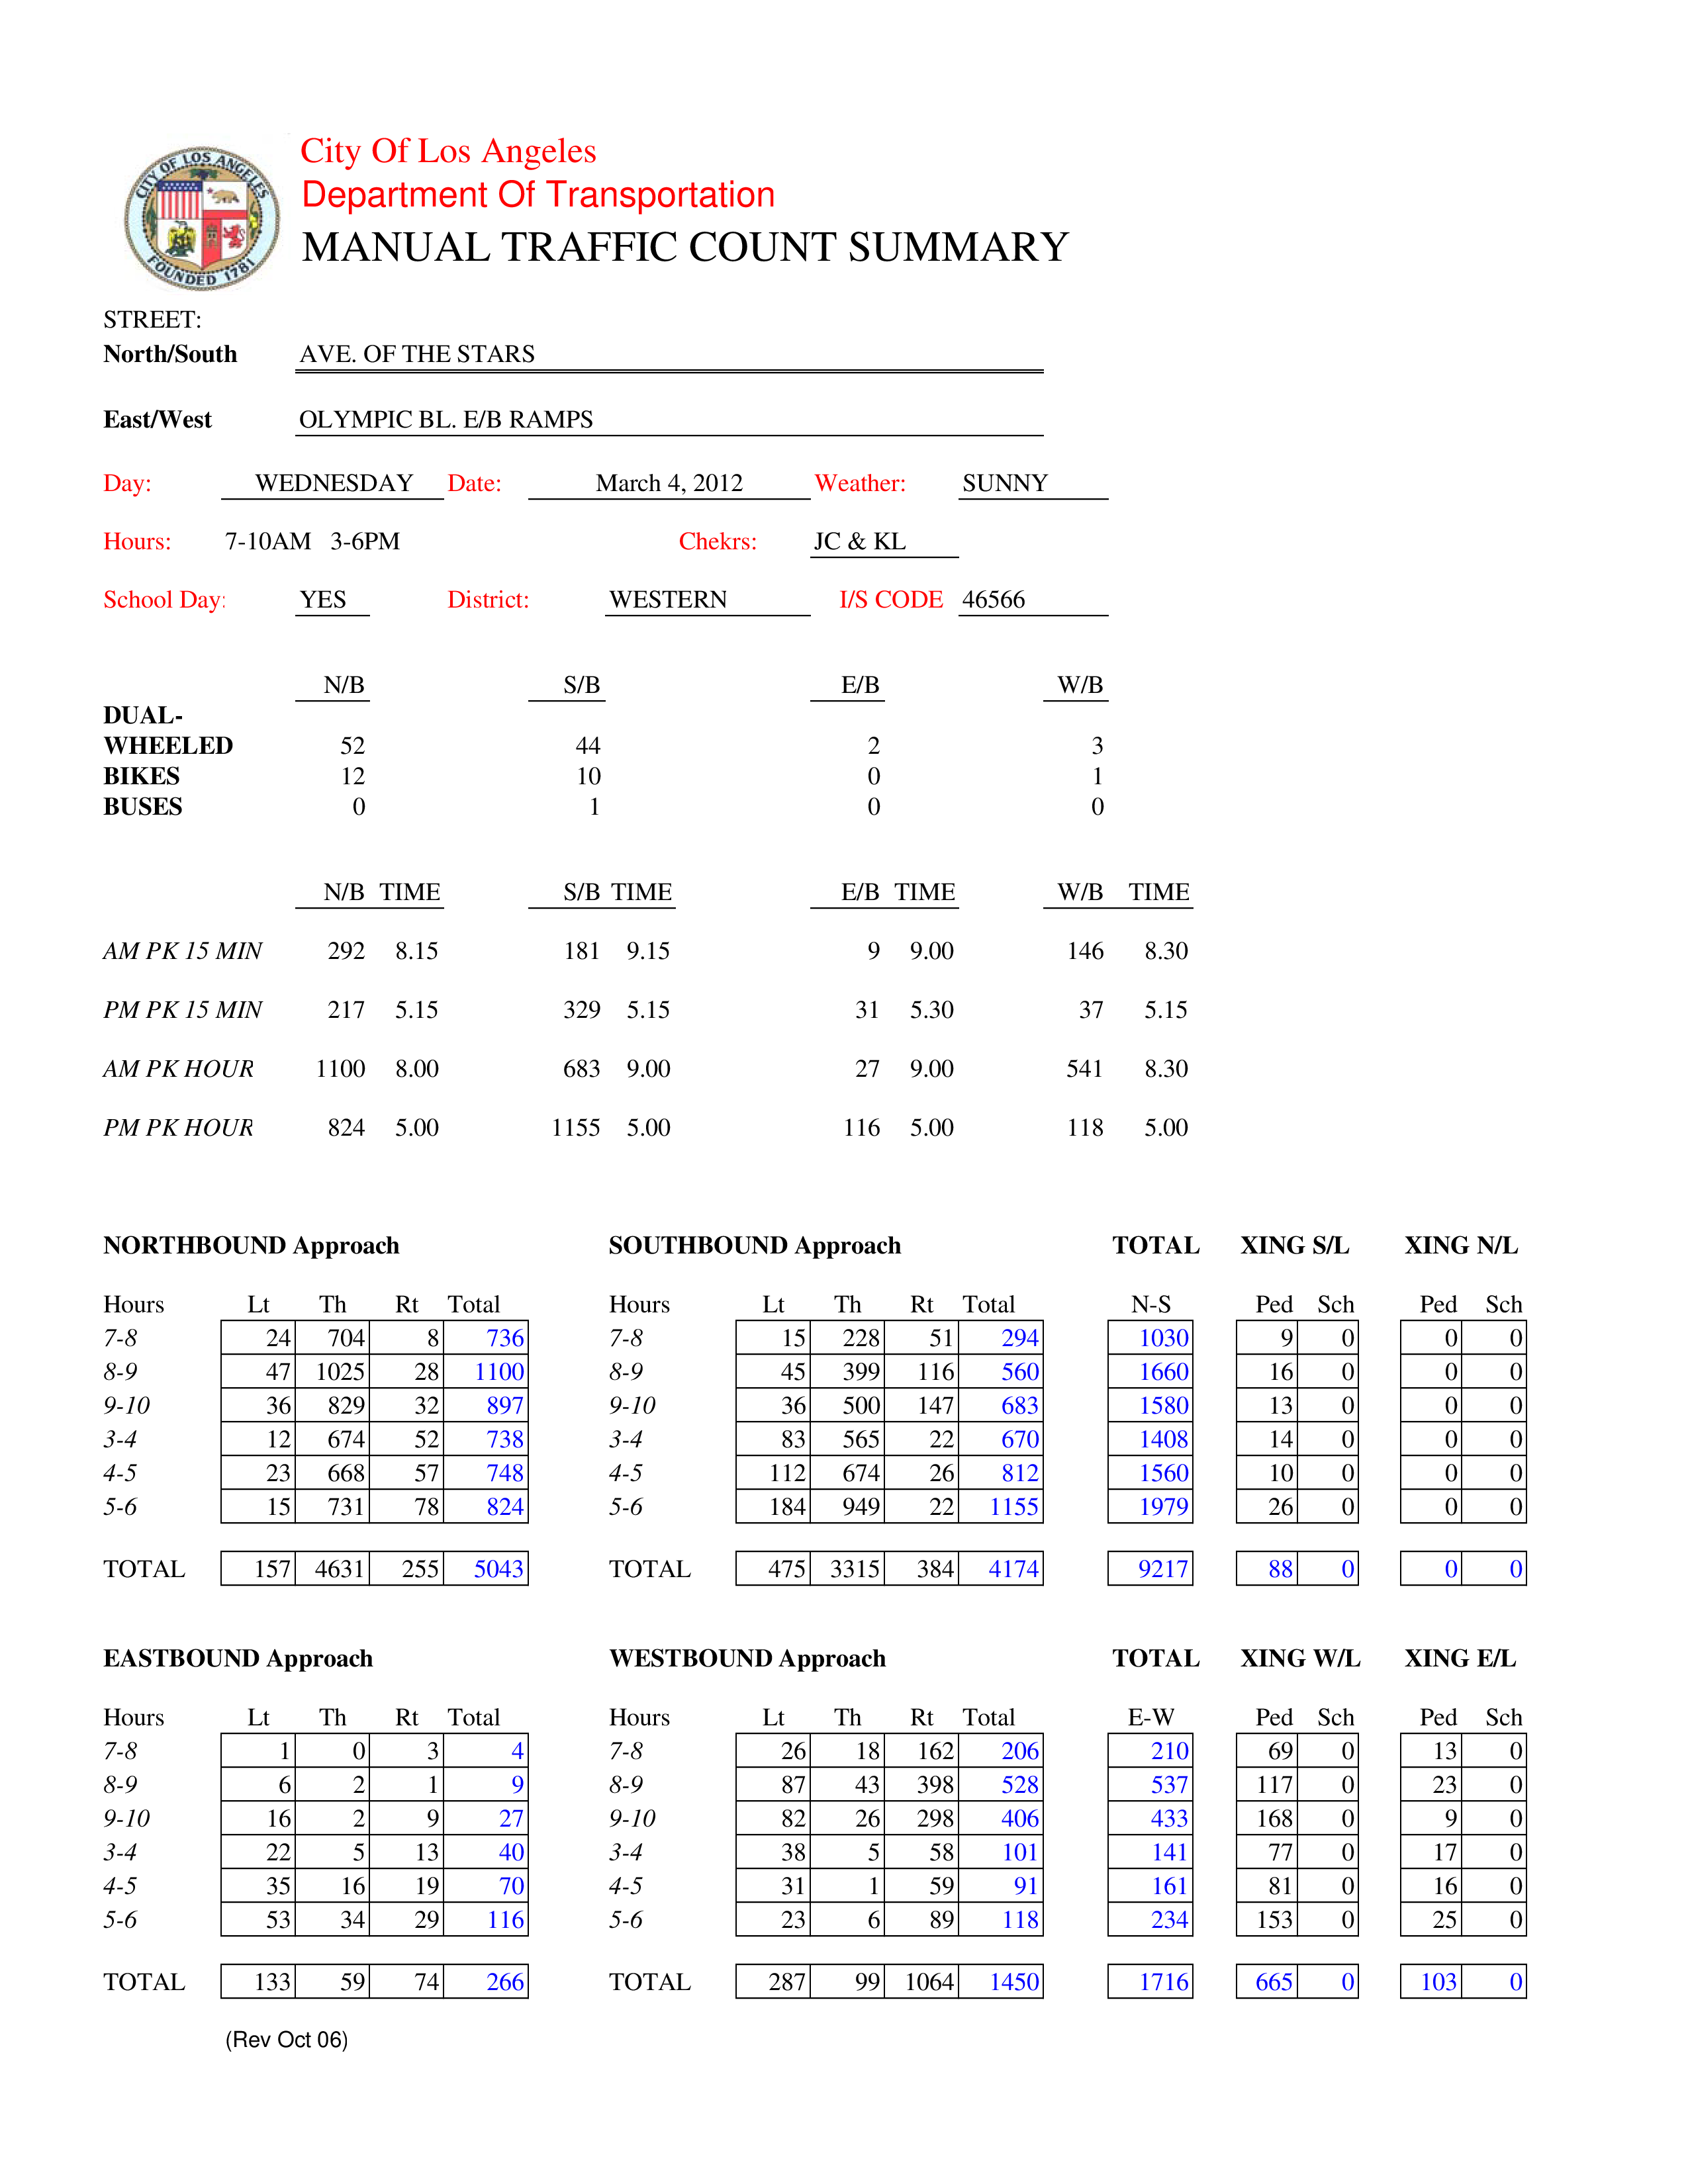 CITY OF LOS ANGELES
FOUNDED 1781
City Of Los Angeles
Department Of Transportation
MANUAL TRAFFIC COUNT SUMMARY
STREET:
North/South AVE. OF THE STARS
East/West OLYMPIC BL. E/B RAMPS
Day: WEDNESDAY Date: March 4, 2012 Weather: SUNNY
Hours: 7-10AM 3-6PM Chekrs: JC & KL
School Day: YES District: WESTERN I/S CODE 46566
N/B S/B E/B W/B
DUAL-
WHEELED 52 44 2 3
BIKES 12 10 0 1
BUSES 0 1 0 0
N/B TIME S/B TIME E/B TIME W/B TIME
AM PK 15 MIN 292 8.15 181 9.15 9 9.00 146 8.30
PM PK 15 MIN 217 5.15 329 5.15 31 5.30 37 5.15
AM PK HOUR 1100 8.00 683 9.00 27 9.00 541 8.30
PM PK HOUR 824 5.00 1155 5.00 116 5.00 118 5.00
NORTHBOUND Approach SOUTHBOUND Approach TOTAL XING S/L XING N/L
Hours Lt Th Rt Total Hours Lt Th Rt Total N-S Ped Sch Ped Sch
7-8 24 704 8 736 7-8 15 228 51 294 1030 9 0 0 0
8-9 47 1025 28 1100 8-9 45 399 116 560 1660 16 0 0 0
9-10 36 829 32 897 9-10 36 500 147 683 1580 13 0 0 0
3-4 12 674 52 738 3-4 83 565 22 670 1408 14 0 0 0
4-5 23 668 57 748 4-5 112 674 26 812 1560 10 0 0 0
5-6 15 731 78 824 5-6 184 949 22 1155 1979 26 0 0 0
TOTAL 157 4631 255 5043 TOTAL 475 3315 384 4174 9217 88 0 0 0
EASTBOUND Approach WESTBOUND Approach TOTAL XING W/L XING E/L
Hours Lt Th Rt Total Hours Lt Th Rt Total E-W Ped Sch Ped Sch
7-8 1 0 3 4 7-8 26 18 162 206 210 69 0 13 0
8-9 6 2 1 9 8-9 87 43 398 528 537 117 0 23 0
9-10 16 2 9 27 9-10 82 26 298 406 433 168 0 9 0
3-4 22 5 13 40 3-4 38 5 58 101 141 77 0 17 0
4-5 35 16 19 70 4-5 31 1 59 91 161 81 0 16 0
5-6 53 34 29 116 5-6 23 6 89 118 234 153 0 25 0
TOTAL 133 59 74 266 TOTAL 287 99 1064 1450 1716 665 0 103 0
(Rev Oct 06)